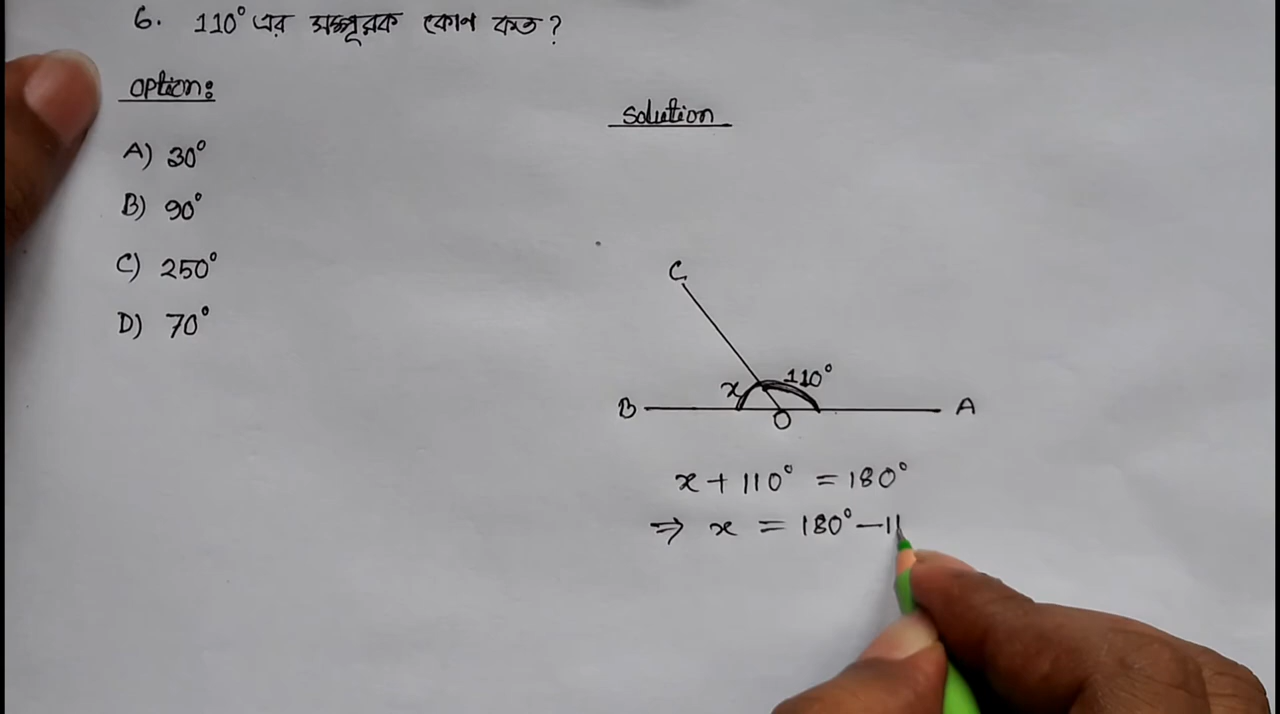 6. 110° এর সম্পূরক কোণ কত ?
option:
A) 30°
B) 90°
C) 250°
D) 70°
Solution
C
x 110°
B O A
x + 110° = 180°
⇒ x = 180° – 11